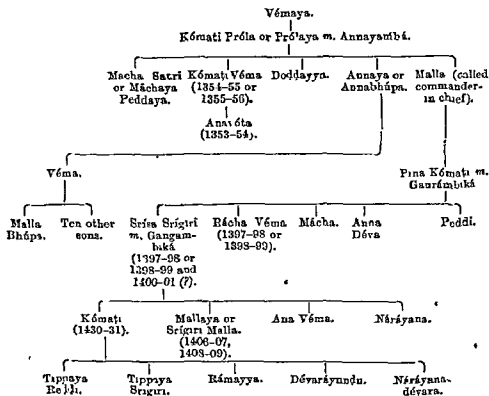 Vémaya.
Kómati Próla or Prólaya m. Annayambá.
Macha Satri
or Máchaya
Peddaya.
Kómati Véma
(1354-55 or
1355-56).
Doddayya.
Annaya or
Annabhúpa.
Malla (called
commander-
in chief).
Anavóta
(1353-54).
Véma.
Pina Kómati m.
Gaurámbiká
Malla
Bhúpa.
Ten other
sons.
Srísa Srígiri
m. Gangam-
biká
(1397-98 or
1398-99 and
1400-01 (?).
Rácha Véma
(1397-98 or
1398-99).
Mácha.
Anna
Déva
Peddi.
Kómati
(1430-31).
Mallaya or
Srígiri Malla.
(1406-07,
1408-09).
Ana Véma.
Náráyana.
Tippaya
Reddi.
Tippaya
Srigiri.
Rámayya.
Déváráyundu.
Náráyana-
dévara.